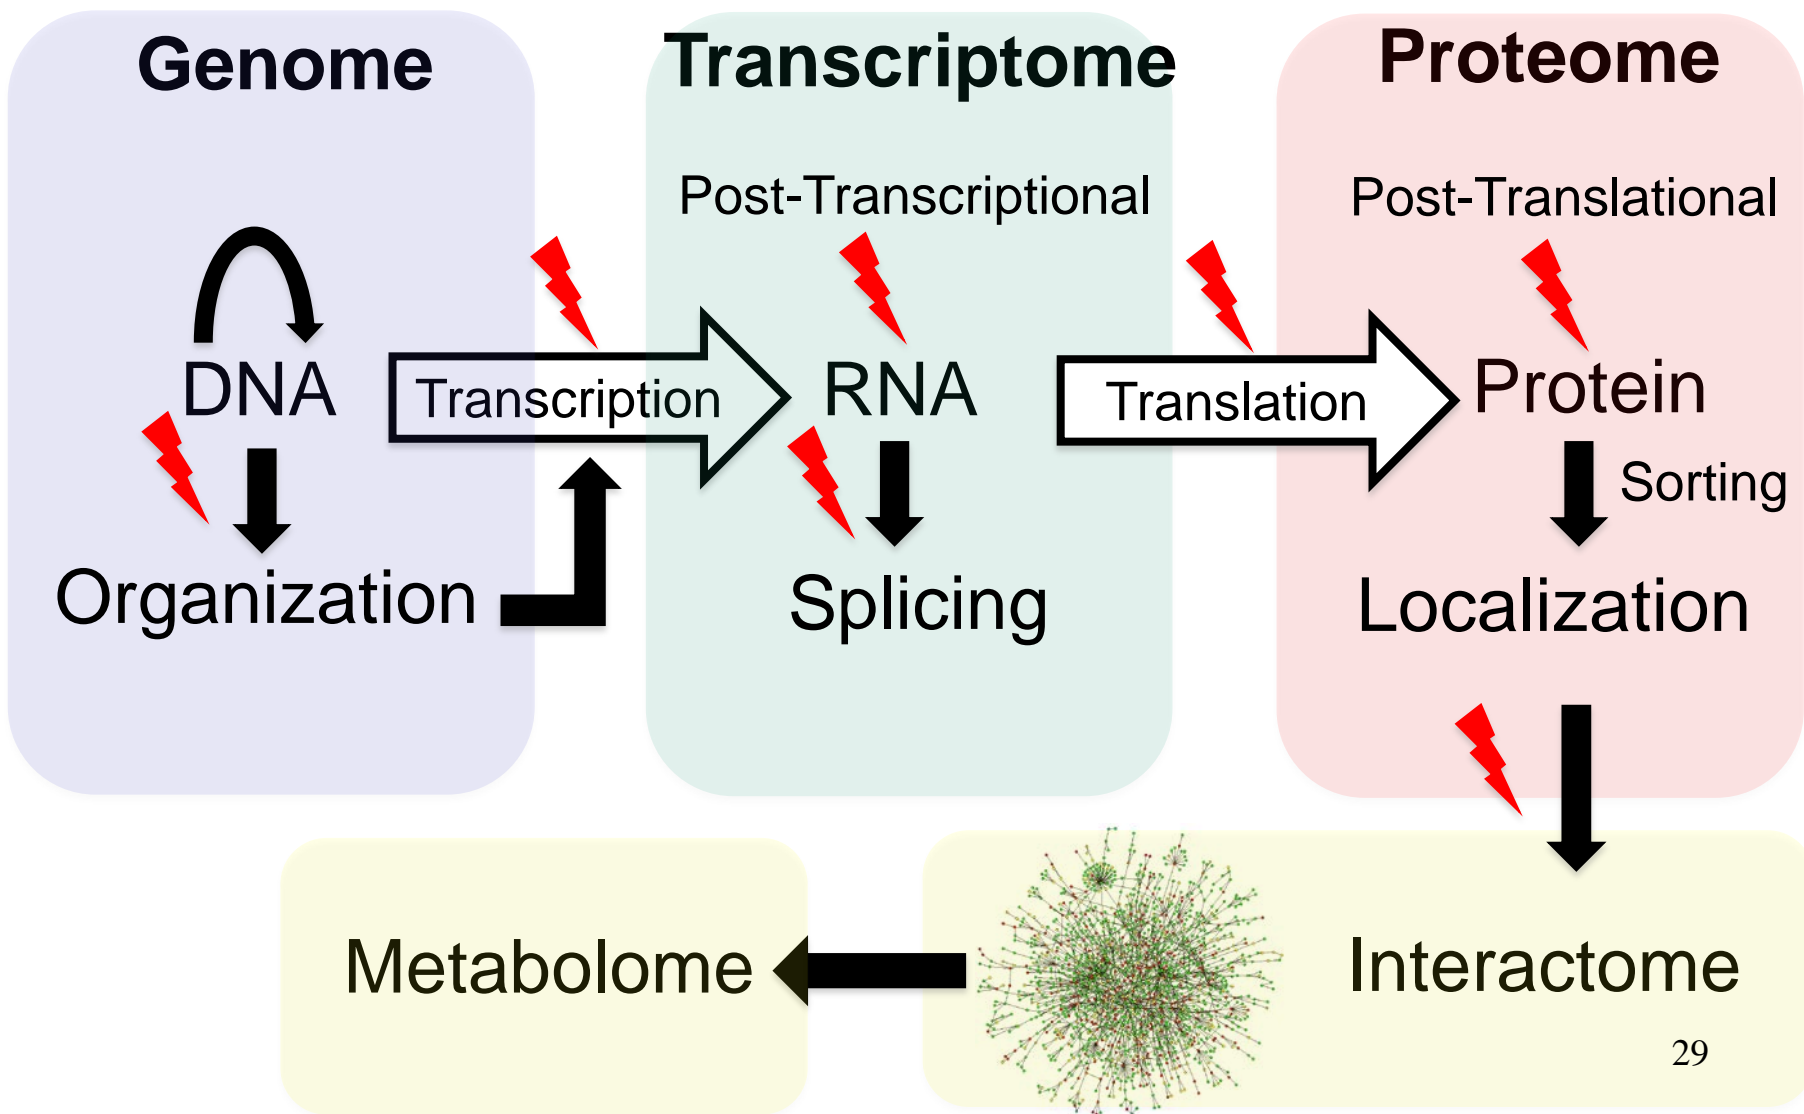 Genome
Transcriptome
Proteome
Post-Transcriptional
Post-Translational
DNA
Transcription
RNA
Translation
Protein
Sorting
Organization
Splicing
Localization
Metabolome
Interactome
29